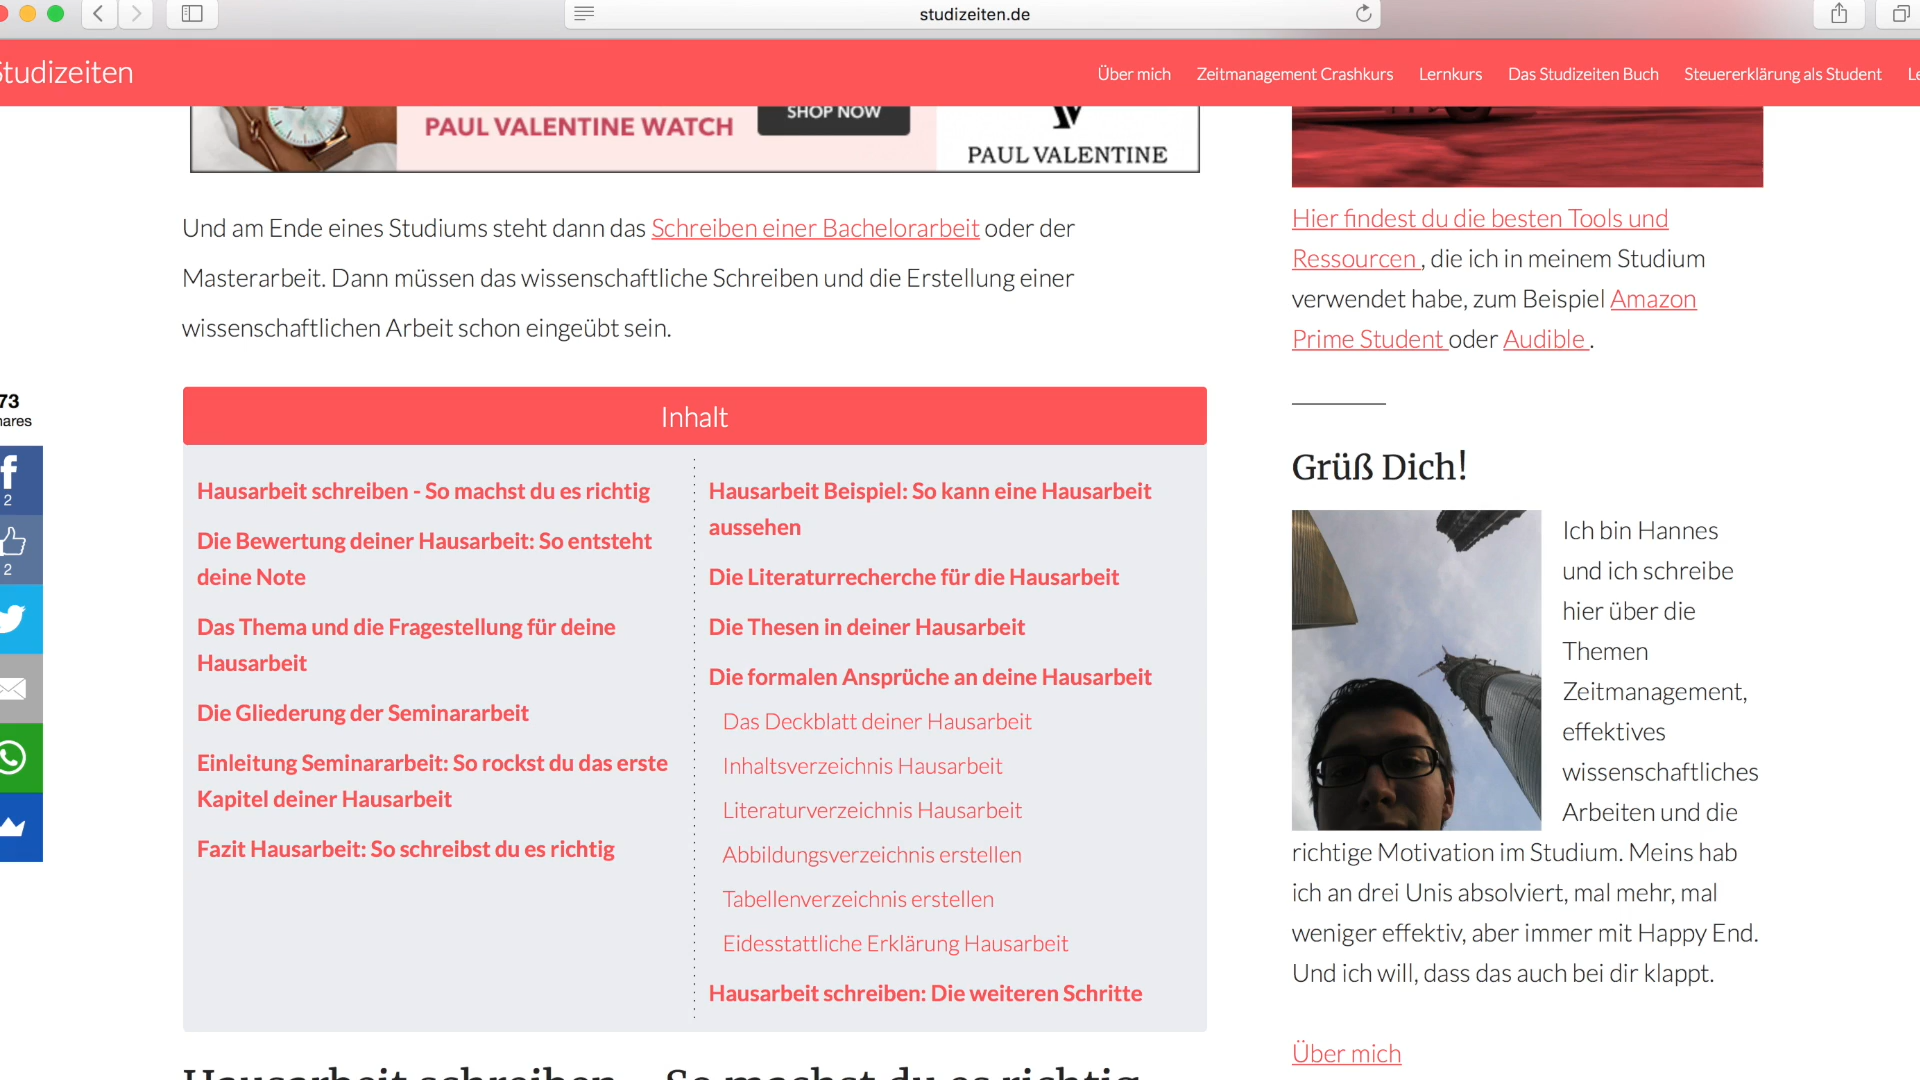 studizeiten.de
Studizeiten
Über mich
Zeitmanagement Crashkurs
Lernkurs
Das Studizeiten Buch
Steuererklärung als Student
PAUL VALENTINE WATCH
SHOP NOW
PAUL VALENTINE
Und am Ende eines Studiums steht dann das Schreiben einer Bachelorarbeit oder der
Masterarbeit. Dann müssen das wissenschaftliche Schreiben und die Erstellung einer
wissenschaftlichen Arbeit schon eingeübt sein.
73
hares
2
2
Inhalt
Hausarbeit schreiben - So machst du es richtig
Die Bewertung deiner Hausarbeit: So entsteht
deine Note
Das Thema und die Fragestellung für deine
Hausarbeit
Die Gliederung der Seminararbeit
Einleitung Seminararbeit: So rockst du das erste
Kapitel deiner Hausarbeit
Fazit Hausarbeit: So schreibst du es richtig
Hausarbeit Beispiel: So kann eine Hausarbeit
aussehen
Die Literaturrecherche für die Hausarbeit
Die Thesen in deiner Hausarbeit
Die formalen Ansprüche an deine Hausarbeit
Das Deckblatt deiner Hausarbeit
Inhaltsverzeichnis Hausarbeit
Literaturverzeichnis Hausarbeit
Abbildungsverzeichnis erstellen
Tabellenverzeichnis erstellen
Eidesstattliche Erklärung Hausarbeit
Hausarbeit schreiben: Die weiteren Schritte
Hausarbeit schreiben – So machst du es richtig
Hier findest du die besten Tools und
Ressourcen , die ich in meinem Studium
verwendet habe, zum Beispiel Amazon
Prime Student oder Audible .
Grüß Dich!
Ich bin Hannes
und ich schreibe
hier über die
Themen
Zeitmanagement,
effektives
wissenschaftliches
Arbeiten und die
richtige Motivation im Studium. Meins hab
ich an drei Unis absolviert, mal mehr, mal
weniger effektiv, aber immer mit Happy End.
Und ich will, dass das auch bei dir klappt.
Über mich